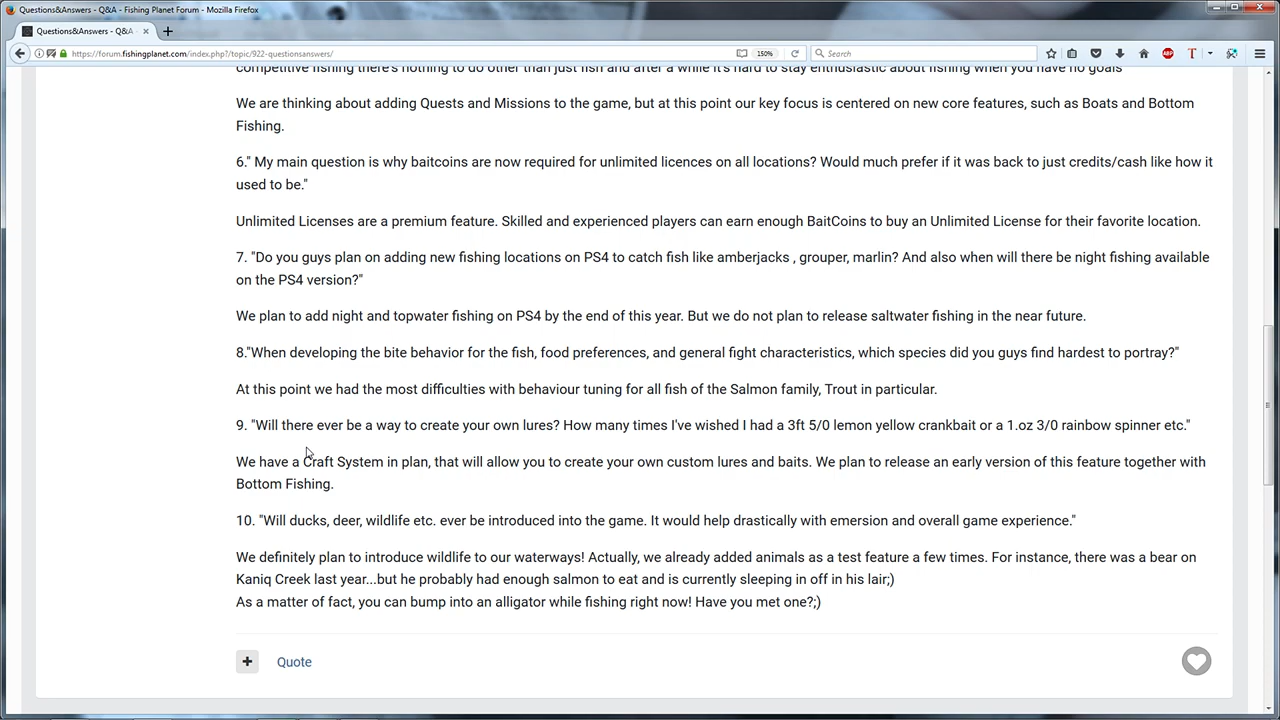 Questions&Answers - Q&A - Fishing Planet Forum - Mozilla Firefox
Questions&Answers - Q&A
https://forum.fishingplanet.com/index.php?/topic/922-questionsanswers/
150%
Search
ABP
T
competitive fishing there's nothing to do other than just fish and after a while it's hard to stay enthusiastic about fishing when you have no goals
We are thinking about adding Quests and Missions to the game, but at this point our key focus is centered on new core features, such as Boats and Bottom
Fishing.
6." My main question is why baitcoins are now required for unlimited licences on all locations? Would much prefer if it was back to just credits/cash like how it
used to be."
Unlimited Licenses are a premium feature. Skilled and experienced players can earn enough BaitCoins to buy an Unlimited License for their favorite location.
7. "Do you guys plan on adding new fishing locations on PS4 to catch fish like amberjacks , grouper, marlin? And also when will there be night fishing available
on the PS4 version?"
We plan to add night and topwater fishing on PS4 by the end of this year. But we do not plan to release saltwater fishing in the near future.
8."When developing the bite behavior for the fish, food preferences, and general fight characteristics, which species did you guys find hardest to portray?"
At this point we had the most difficulties with behaviour tuning for all fish of the Salmon family, Trout in particular.
9. "Will there ever be a way to create your own lures? How many times I've wished I had a 3ft 5/0 lemon yellow crankbait or a 1.oz 3/0 rainbow spinner etc."
We have a Craft System in plan, that will allow you to create your own custom lures and baits. We plan to release an early version of this feature together with
Bottom Fishing.
10. "Will ducks, deer, wildlife etc. ever be introduced into the game. It would help drastically with emersion and overall game experience."
We definitely plan to introduce wildlife to our waterways! Actually, we already added animals as a test feature a few times. For instance, there was a bear on
Kaniq Creek last year...but he probably had enough salmon to eat and is currently sleeping in off in his lair;)
As a matter of fact, you can bump into an alligator while fishing right now! Have you met one?;)
Quote